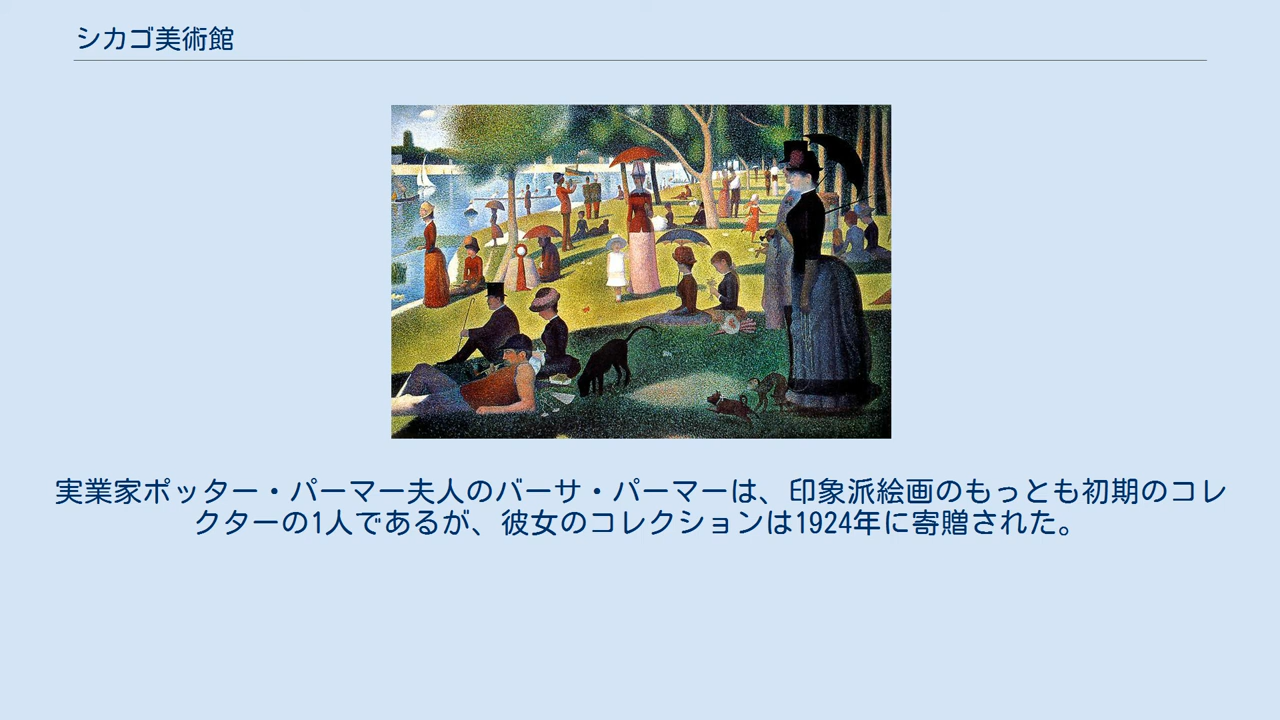 シカゴ美術館
実業家ポッター・パーマー夫人のバーサ・パーマーは、印象派絵画のもっとも初期のコレ
クターの1人であるが、彼女のコレクションは1924年に寄贈された。